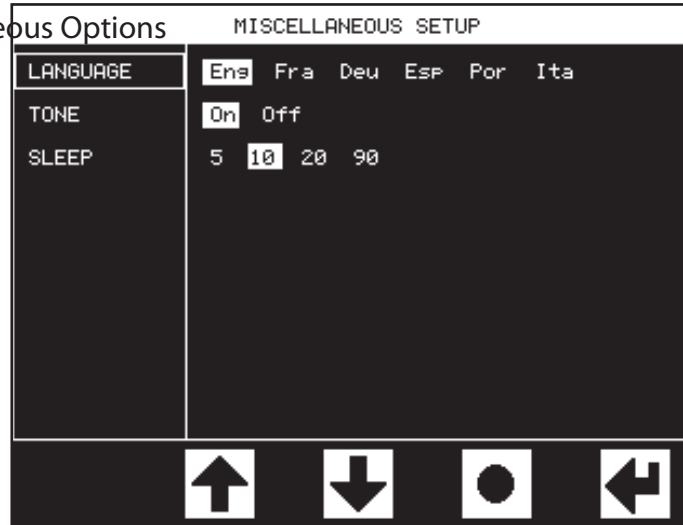 eous Options
MISCELLANEOUS SETUP
LANGUAGE Eng Fra Deu Esp Por Ita
TONE On Off
SLEEP 5 10 20 90